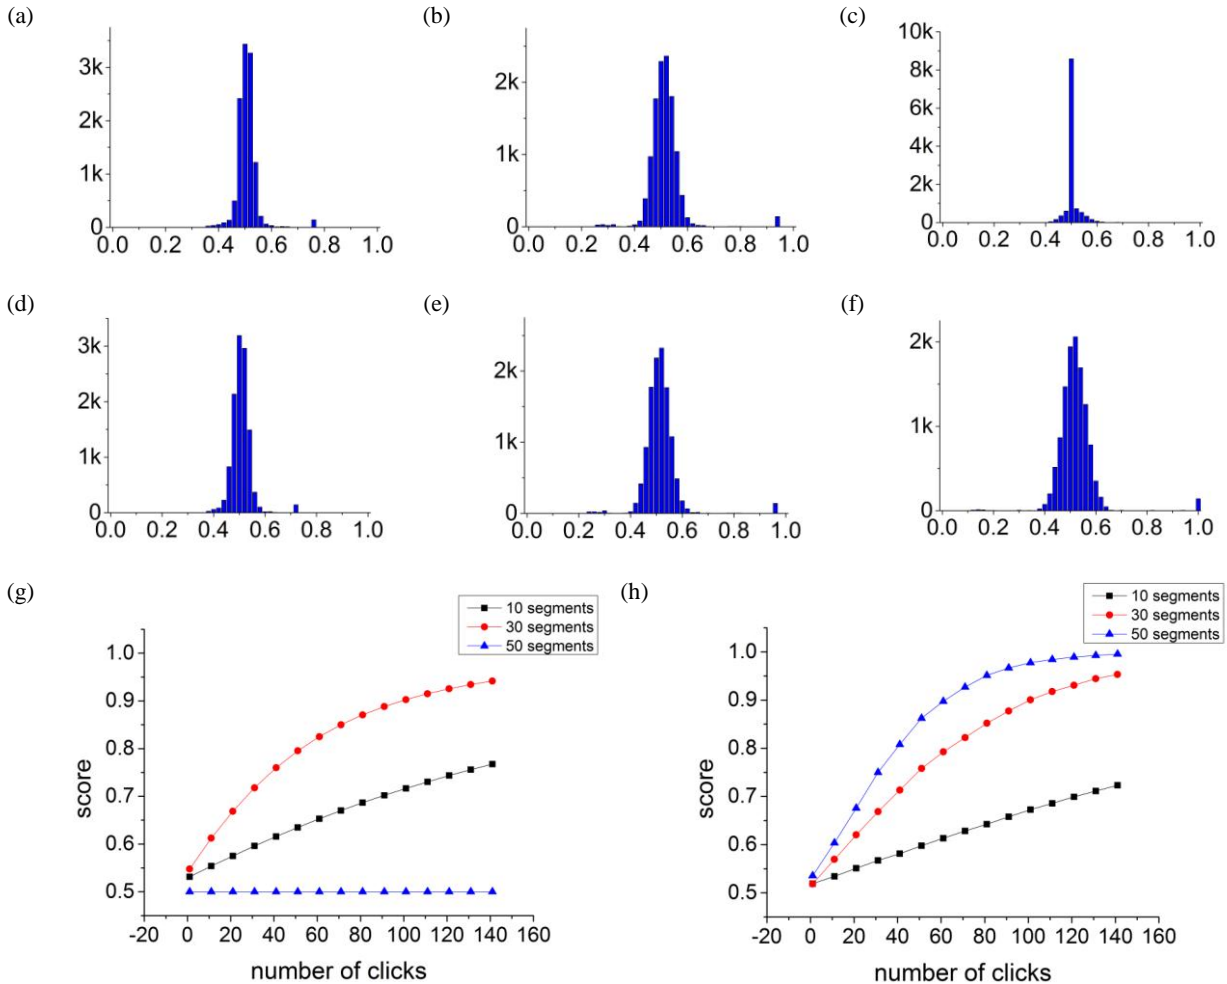 (a) (b) (c)
3k
2k
1k
0
0.0 0.2 0.4 0.6 0.8 1.0
2k
1k
0
0.0 0.2 0.4 0.6 0.8 1.0
10k
8k
6k
4k
2k
0
0.0 0.2 0.4 0.6 0.8 1.0
(d) (e) (f)
3k
2k
1k
0
0.0 0.2 0.4 0.6 0.8 1.0
2k
1k
0
0.0 0.2 0.4 0.6 0.8 1.0
2k
1k
0
0.0 0.2 0.4 0.6 0.8 1.0
(g) (h)
10 segments
30 segments
50 segments
1.0
0.9
0.8
0.7
0.6
0.5
score
-20 0 20 40 60 80 100 120 140 160
number of clicks
10 segments
30 segments
50 segments
1.0
0.9
0.8
0.7
0.6
0.5
score
-20 0 20 40 60 80 100 120 140 160
number of clicks